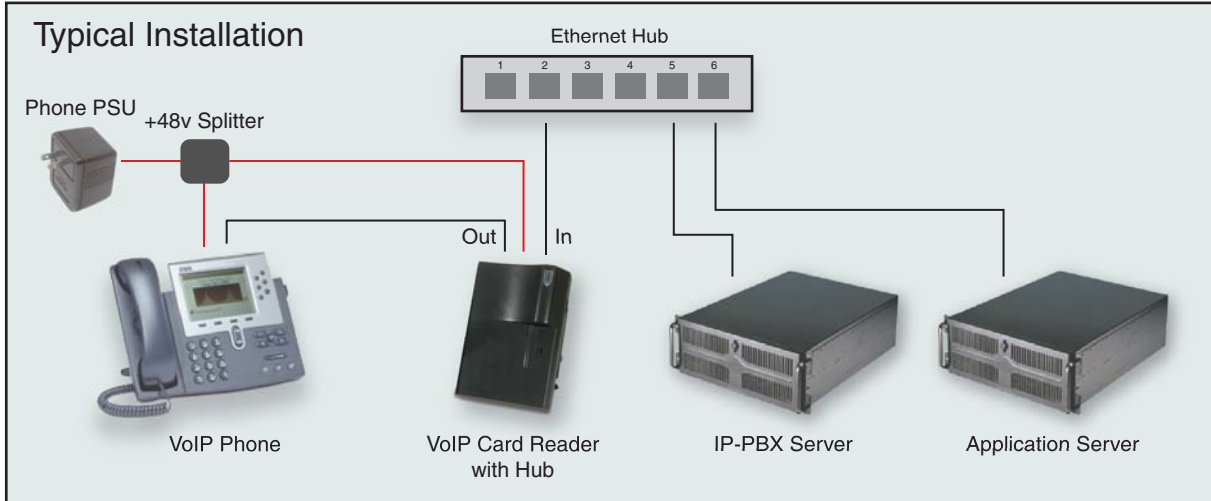 Typical Installation
Ethernet Hub
1 2 3 4 5 6
Phone PSU
+48v Splitter
Out
In
VoIP Phone
VoIP Card Reader
with Hub
IP-PBX Server
Application Server